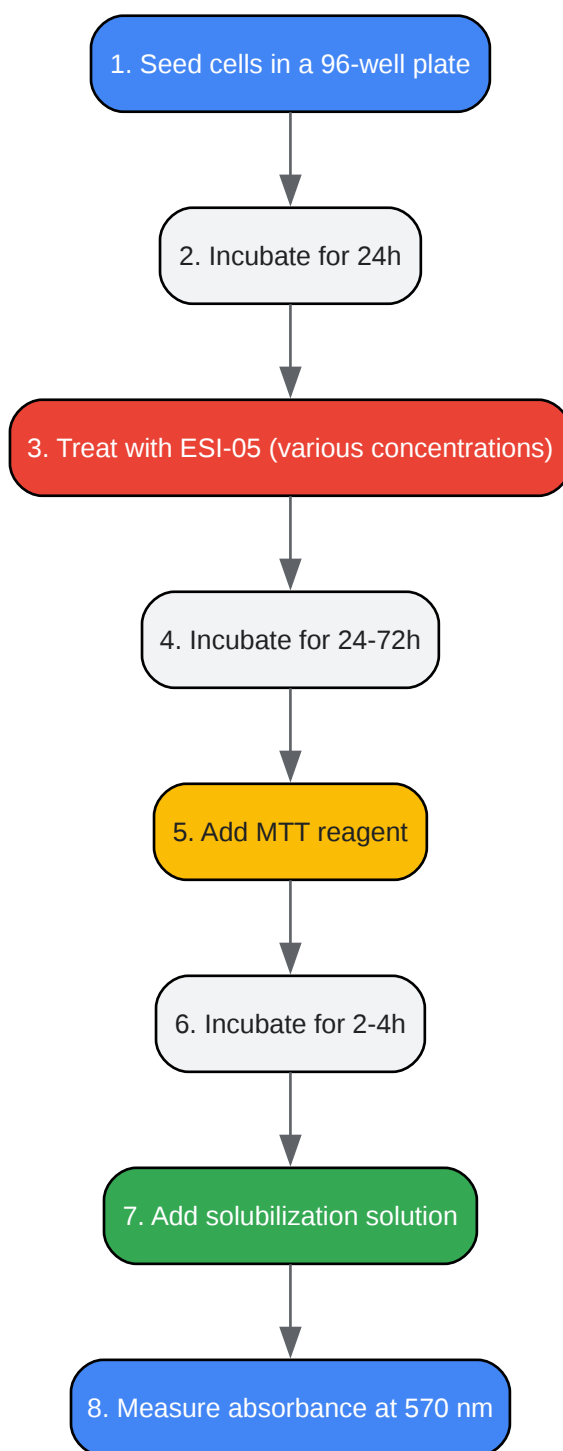 1. Seed cells in a 96-well plate
2. Incubate for 24h
3. Treat with ESI-05 (various concentrations)
4. Incubate for 24-72h
5. Add MTT reagent
6. Incubate for 2-4h
7. Add solubilization solution
8. Measure absorbance at 570 nm